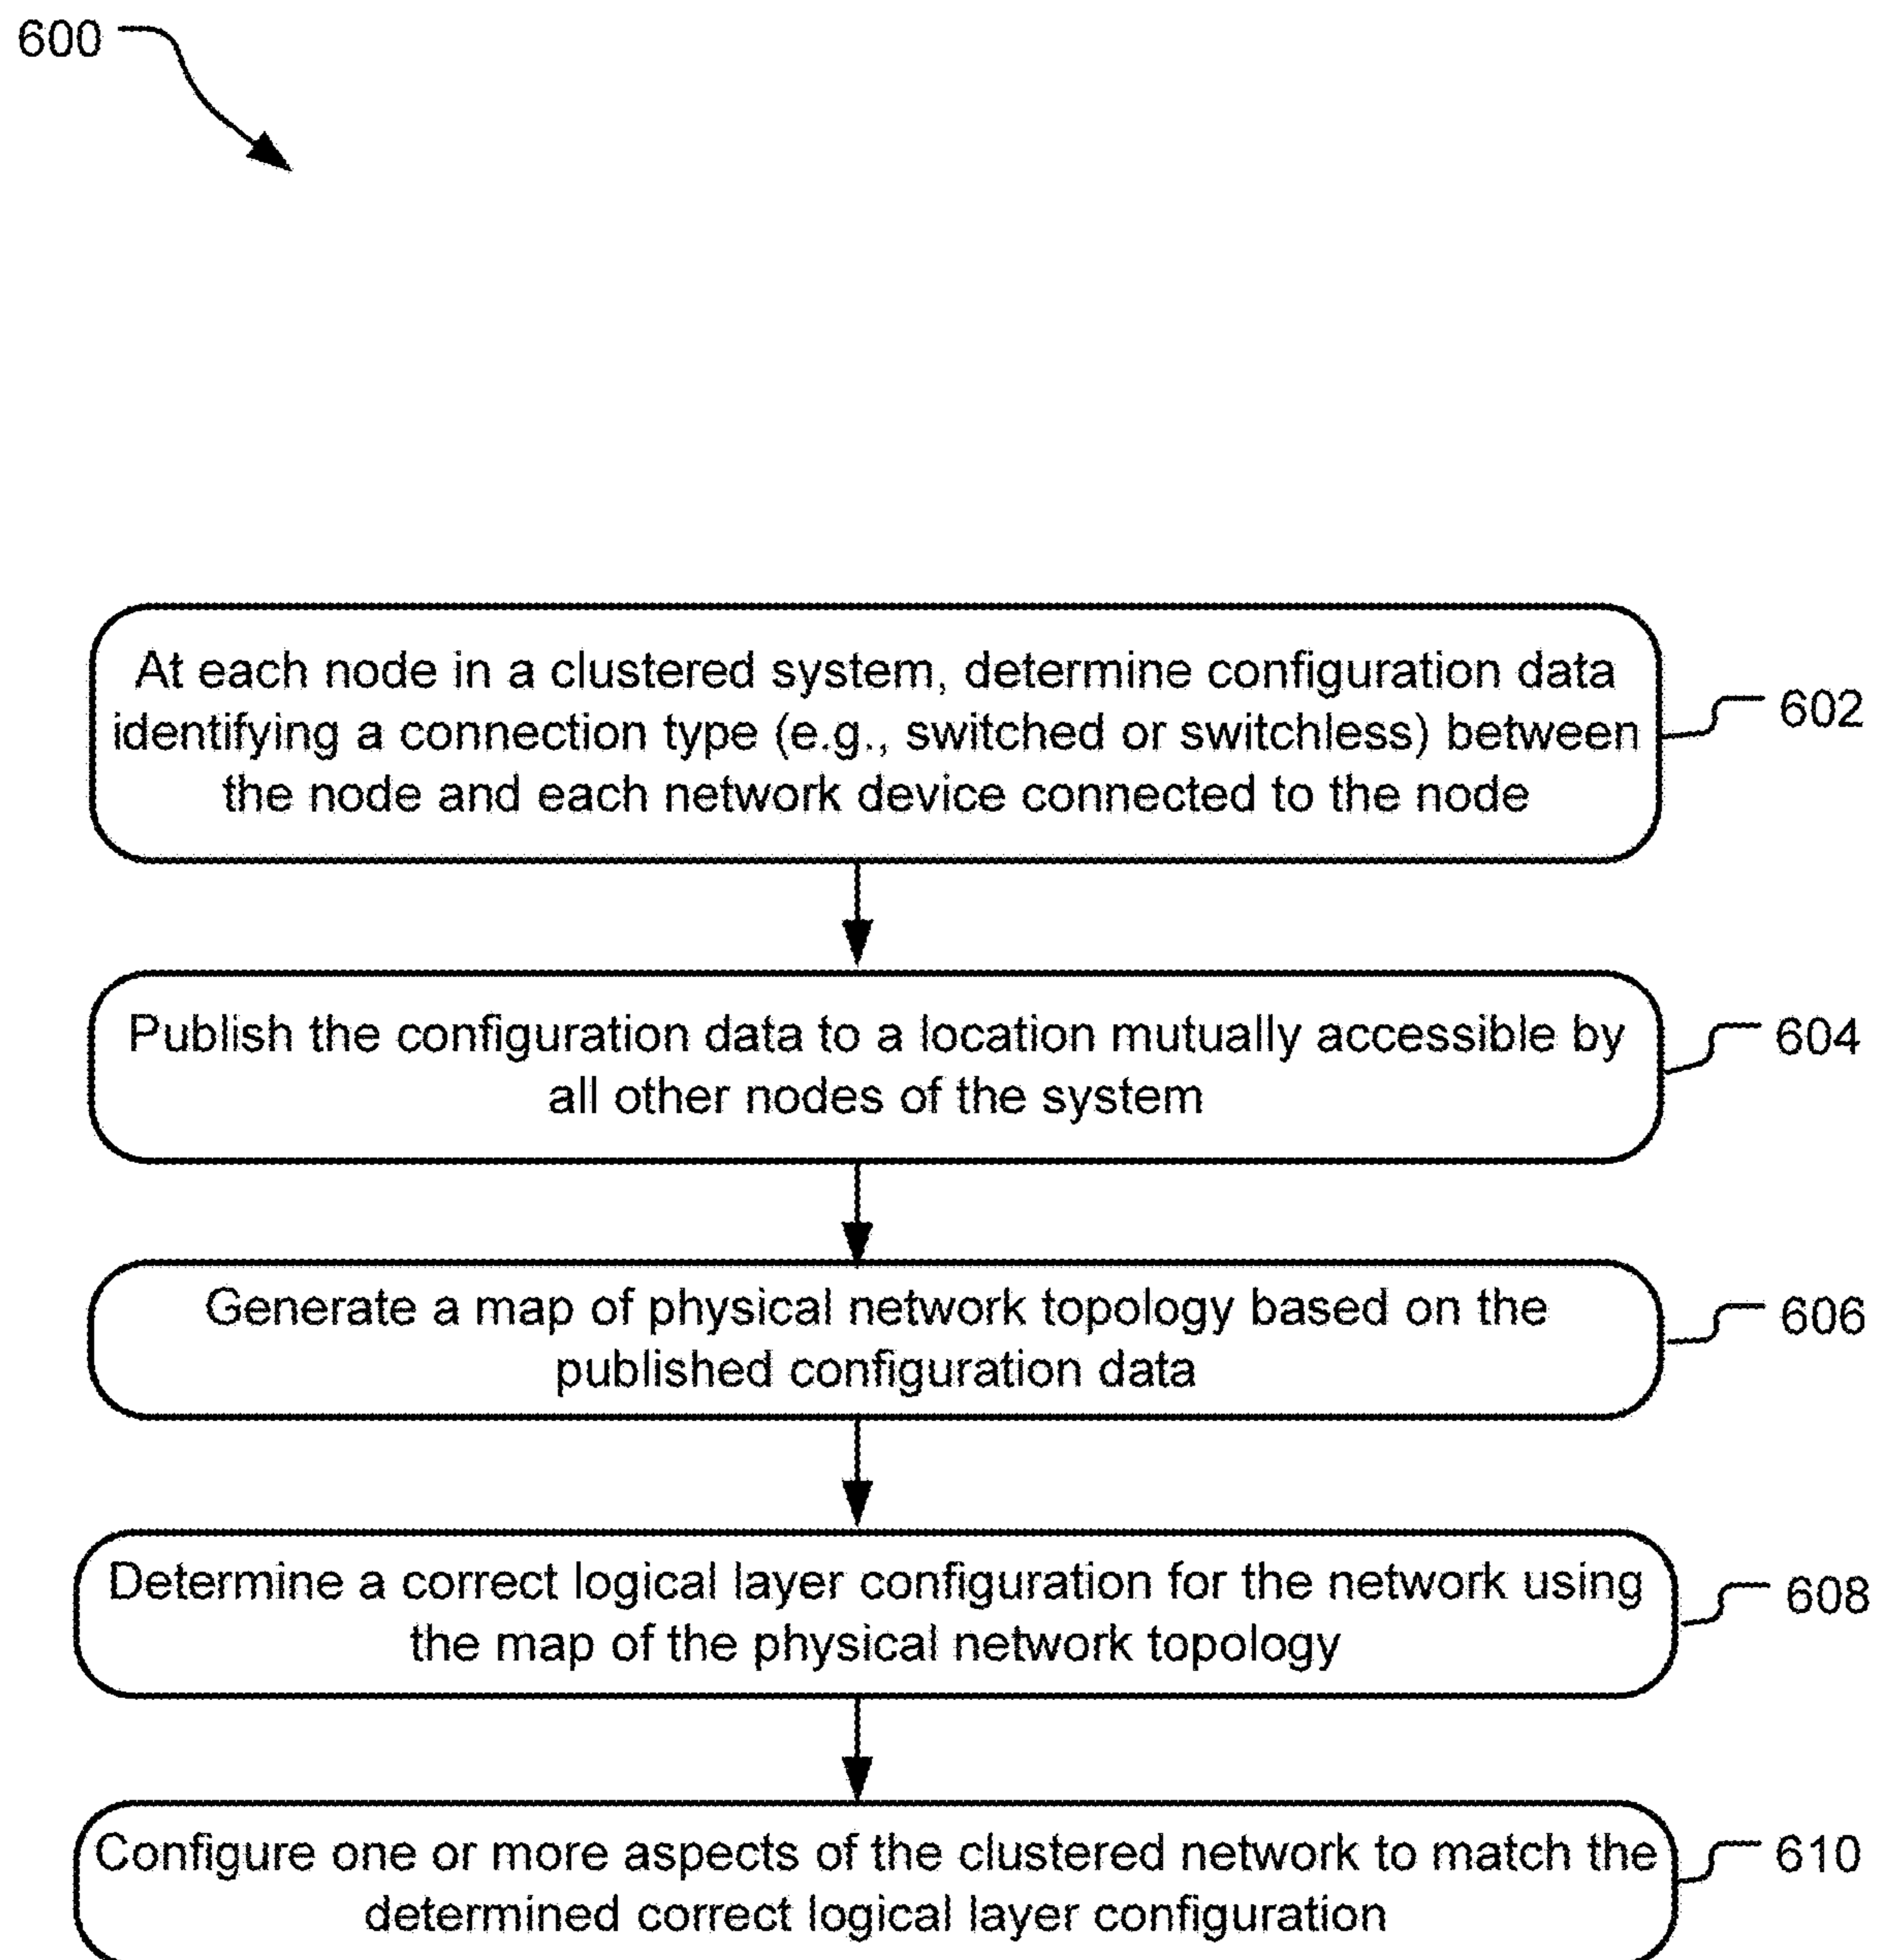 600
At each node in a clustered system, determine configuration data
identifying a connection type (e.g., switched or switchless) between
the node and each network device connected to the node
602
Publish the configuration data to a location mutually accessible by
all other nodes of the system
604
Generate a map of physical network topology based on the
published configuration data
606
Determine a correct logical layer configuration for the network using
the map of the physical network topology
608
Configure one or more aspects of the clustered network to match the
determined correct logical layer configuration
610